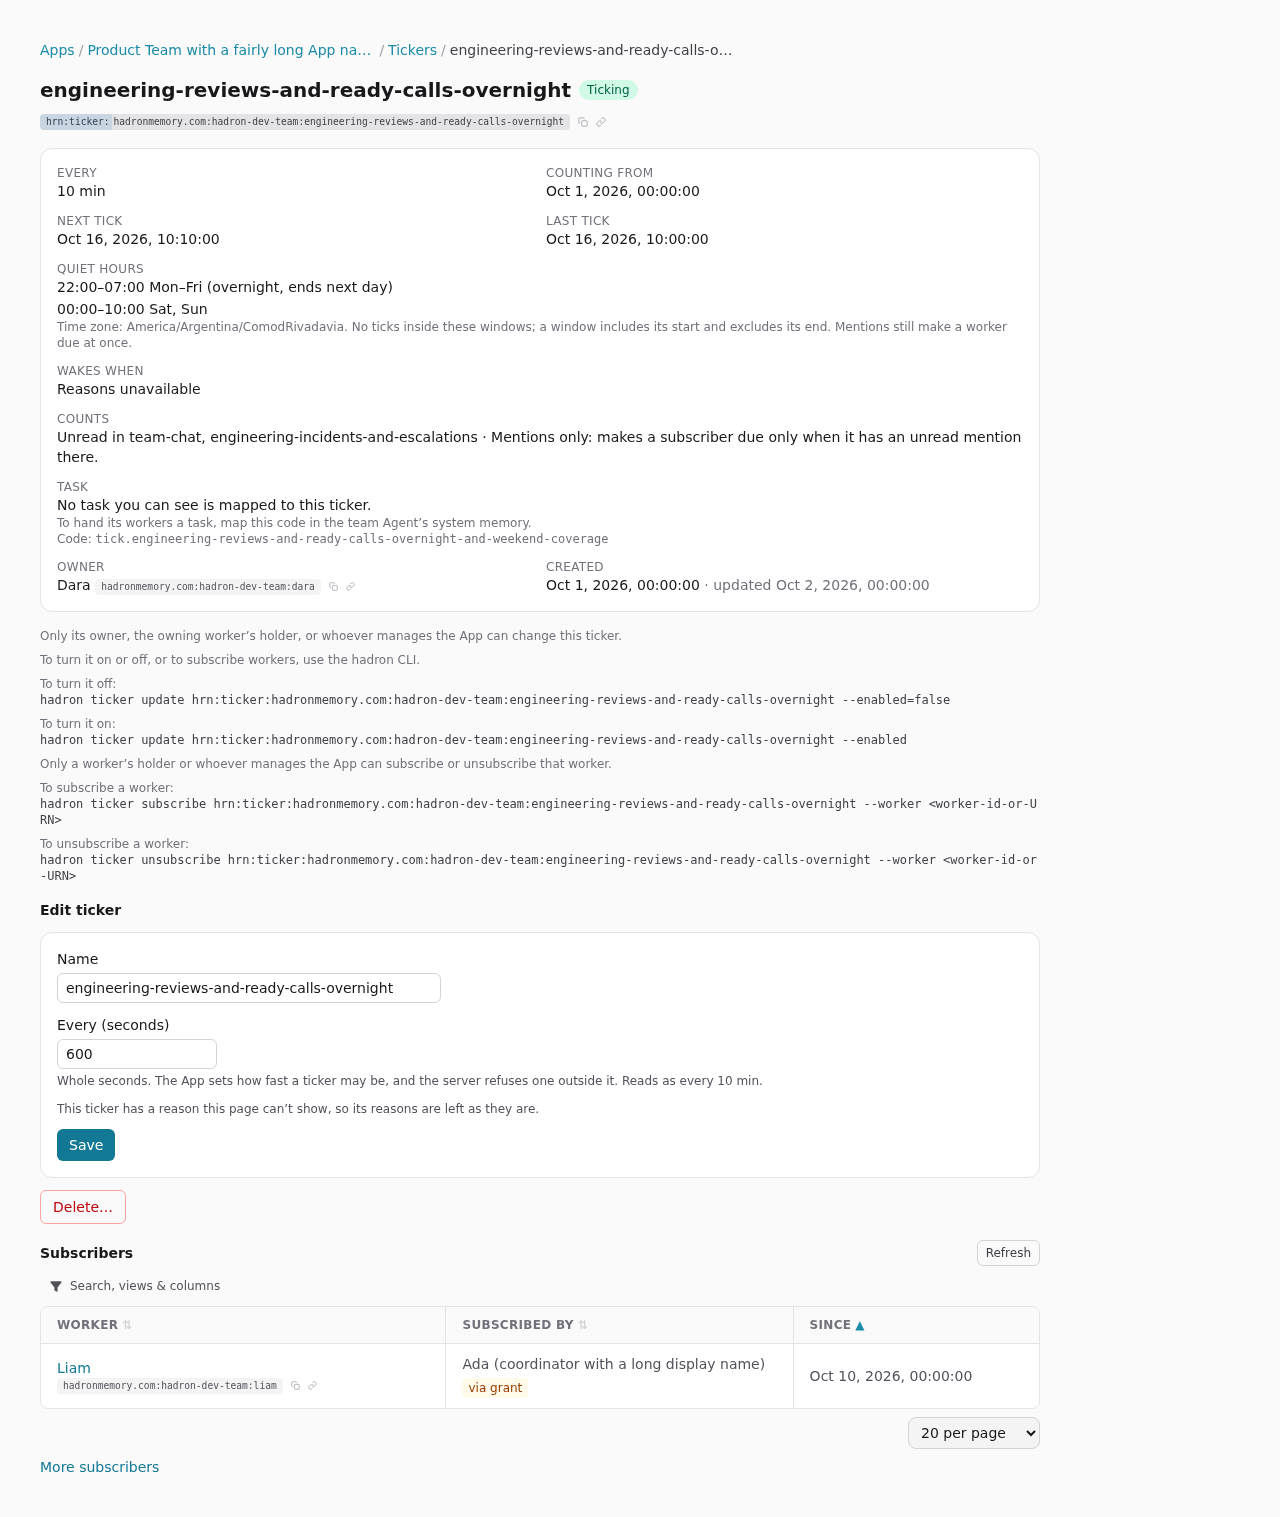 Apps / Product Team with a fairly long App na… / Tickers / engineering-reviews-and-ready-calls-o…
engineering-reviews-and-ready-calls-overnight Ticking
hrn:ticker: hadronmemory.com:hadron-dev-team:engineering-reviews-and-ready-calls-overnight
EVERY
10 min
COUNTING FROM
Oct 1, 2026, 00:00:00
NEXT TICK
Oct 16, 2026, 10:10:00
LAST TICK
Oct 16, 2026, 10:00:00
QUIET HOURS
22:00–07:00 Mon–Fri (overnight, ends next day)
00:00–10:00 Sat, Sun
Time zone: America/Argentina/ComodRivadavia. No ticks inside these windows; a window includes its start and excludes its end. Mentions still make a worker
due at once.
WAKES WHEN
Reasons unavailable
COUNTS
Unread in team-chat, engineering-incidents-and-escalations · Mentions only: makes a subscriber due only when it has an unread mention
there.
TASK
No task you can see is mapped to this ticker.
To hand its workers a task, map this code in the team Agent’s system memory.
Code: tick.engineering-reviews-and-ready-calls-overnight-and-weekend-coverage
OWNER
Dara hadronmemory.com:hadron-dev-team:dara
CREATED
Oct 1, 2026, 00:00:00 · updated Oct 2, 2026, 00:00:00
Only its owner, the owning worker’s holder, or whoever manages the App can change this ticker.
To turn it on or off, or to subscribe workers, use the hadron CLI.
To turn it off:
hadron ticker update hrn:ticker:hadronmemory.com:hadron-dev-team:engineering-reviews-and-ready-calls-overnight --enabled=false
To turn it on:
hadron ticker update hrn:ticker:hadronmemory.com:hadron-dev-team:engineering-reviews-and-ready-calls-overnight --enabled
Only a worker’s holder or whoever manages the App can subscribe or unsubscribe that worker.
To subscribe a worker:
hadron ticker subscribe hrn:ticker:hadronmemory.com:hadron-dev-team:engineering-reviews-and-ready-calls-overnight --worker <worker-id-or-U
RN>
To unsubscribe a worker:
hadron ticker unsubscribe hrn:ticker:hadronmemory.com:hadron-dev-team:engineering-reviews-and-ready-calls-overnight --worker <worker-id-or
-URN>
Edit ticker
Name
engineering-reviews-and-ready-calls-overnight
Every (seconds)
600
Whole seconds. The App sets how fast a ticker may be, and the server refuses one outside it. Reads as every 10 min.
This ticker has a reason this page can’t show, so its reasons are left as they are.
Save
Delete…
Subscribers
Refresh
Search, views & columns
WORKER ⇅ SUBSCRIBED BY ⇅ SINCE ▲
Liam
hadronmemory.com:hadron-dev-team:liam
Ada (coordinator with a long display name)
via grant
Oct 10, 2026, 00:00:00
20 per page
More subscribers